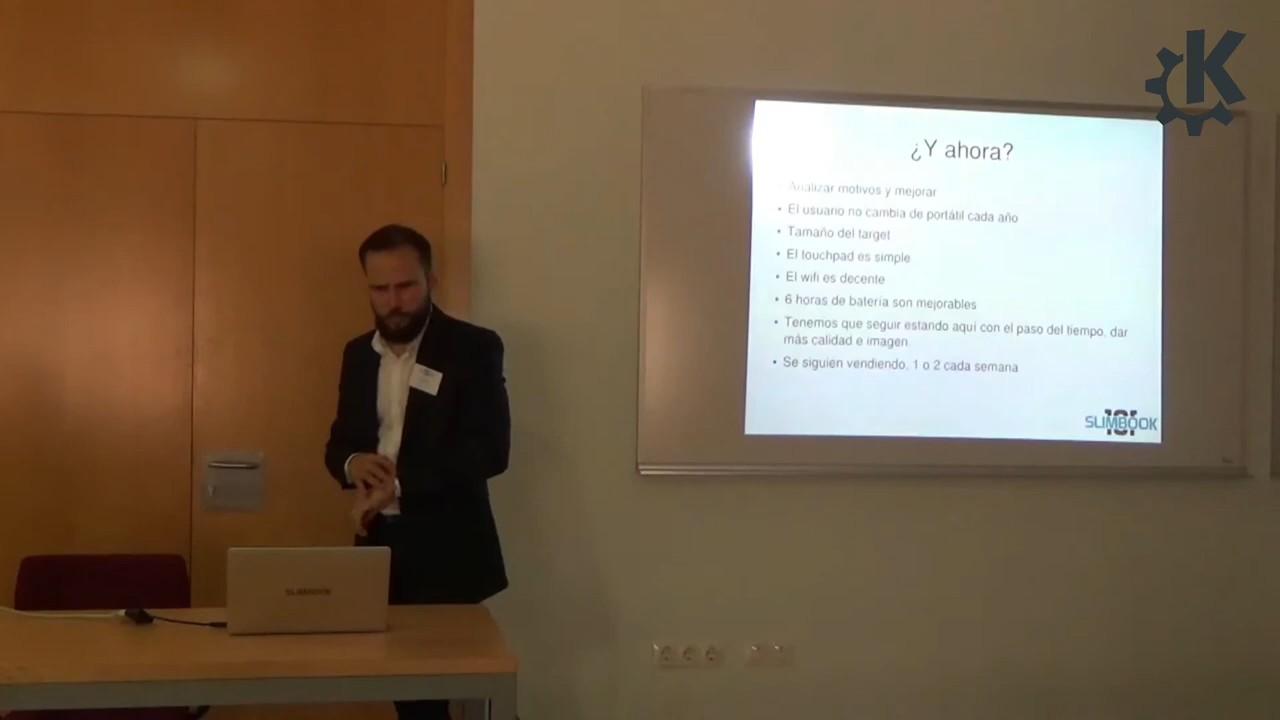 ¿Y ahora?
• Analizar motivos y mejorar
• El usuario no cambia de portátil cada año
• Tamaño del target
• El touchpad es simple
• El wifi es decente
• 6 horas de batería son mejorables
• Tenemos que seguir estando aquí con el paso del tiempo, dar
más calidad e imagen
• Se siguien vendiendo, 1 o 2 cada semana
SLIMBOOK
SLIMBOOK
K